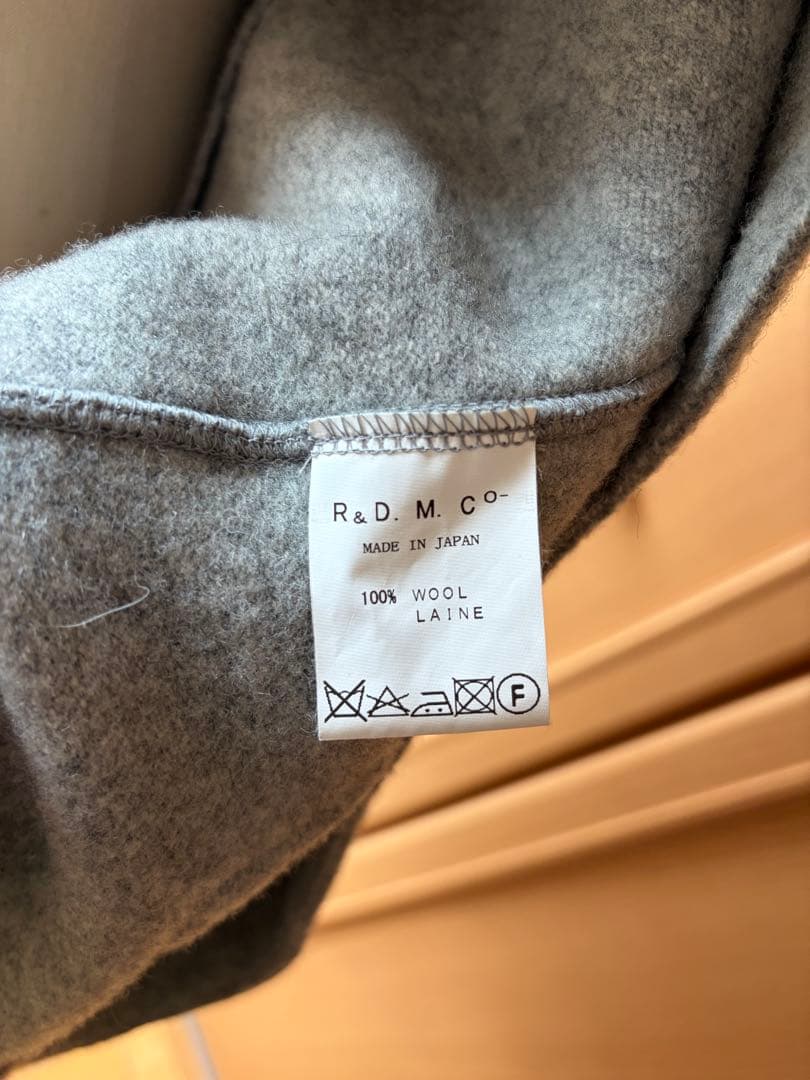 R & D. M. Co-
MADE IN JAPAN
100% WOOL
LAINE
F